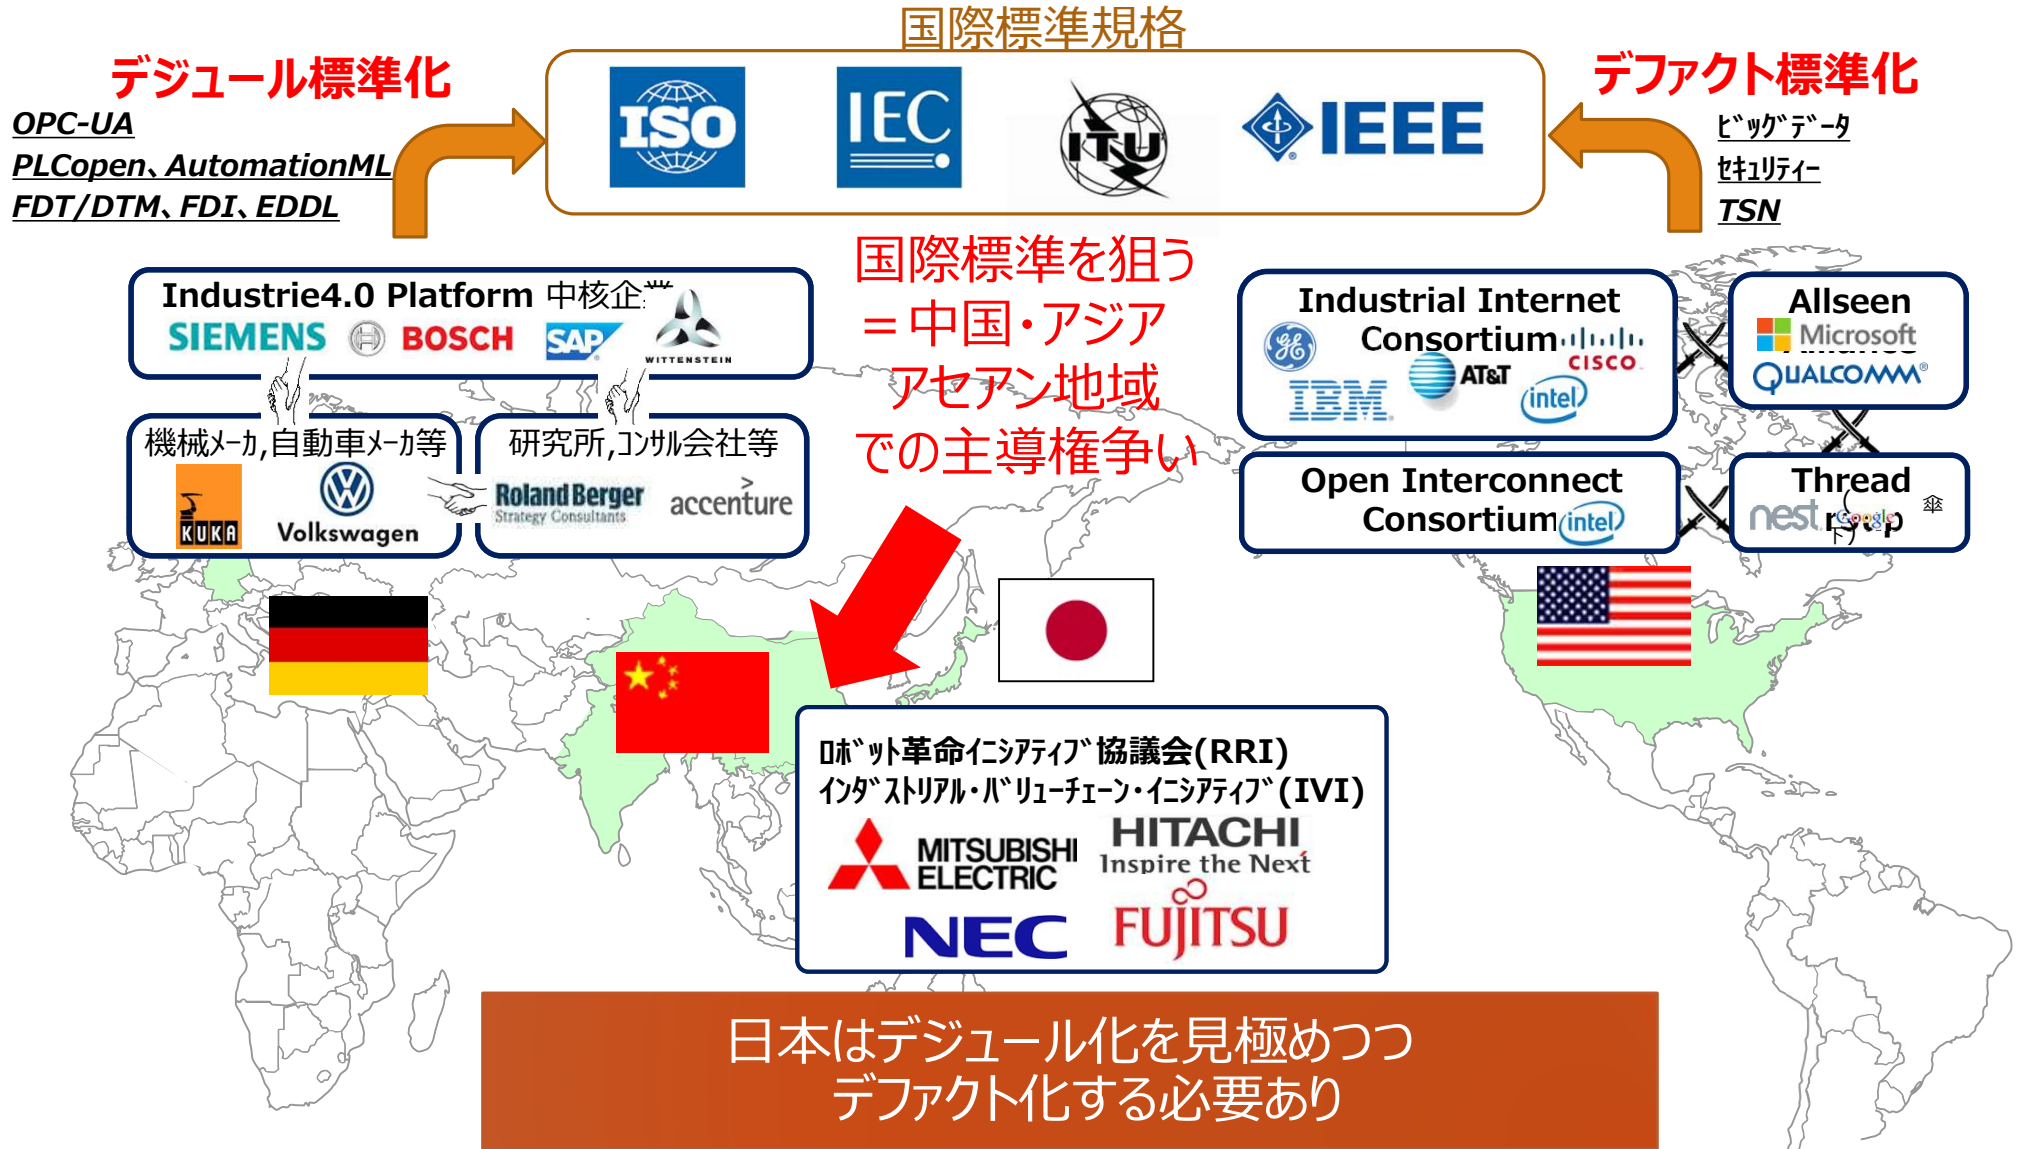 国際標準規格
デジュール標準化
デファクト標準化
OPC-UA
PLCopen、AutomationML
FDT/DTM、FDI、EDDL
ISO
IEC
ITU
IEEE
ﾋﾞｯｸﾞﾃﾞｰﾀ
ｾｷｭﾘﾃｨｰ
TSN
国際標準を狙う
＝中国・アジア
アセアン地域
での主導権争い
Industrie4.0 Platform 中核企業
SIEMENS
BOSCH
SAP
WITTENSTEIN
機械ﾒｰｶ,自動車ﾒｰｶ等
KUKA
Volkswagen
研究所,ｺﾝｻﾙ会社等
Roland Berger
Strategy Consultants
accenture
Industrial Internet
Consortium
CISCO
IBM
AT&T
intel
Allseen
Alliance
Microsoft
QUALCOMM®
Open Interconnect
Consortium
intel
Thread
nest
Google
傘
下)
ﾛﾎﾞｯﾄ革命ｲﾆｼｱﾃｨﾌﾞ協議会(RRI)
ｲﾝﾀﾞｽﾄﾘｱﾙ・ﾊﾞﾘｭｰﾁｪｰﾝ・ｲﾆｼｱﾃｨﾌﾞ(IVI)
MITSUBISHI
ELECTRIC
HITACHI
Inspire the Next
NEC
FUJITSU
日本はデジュール化を見極めつつ
デファクト化する必要あり